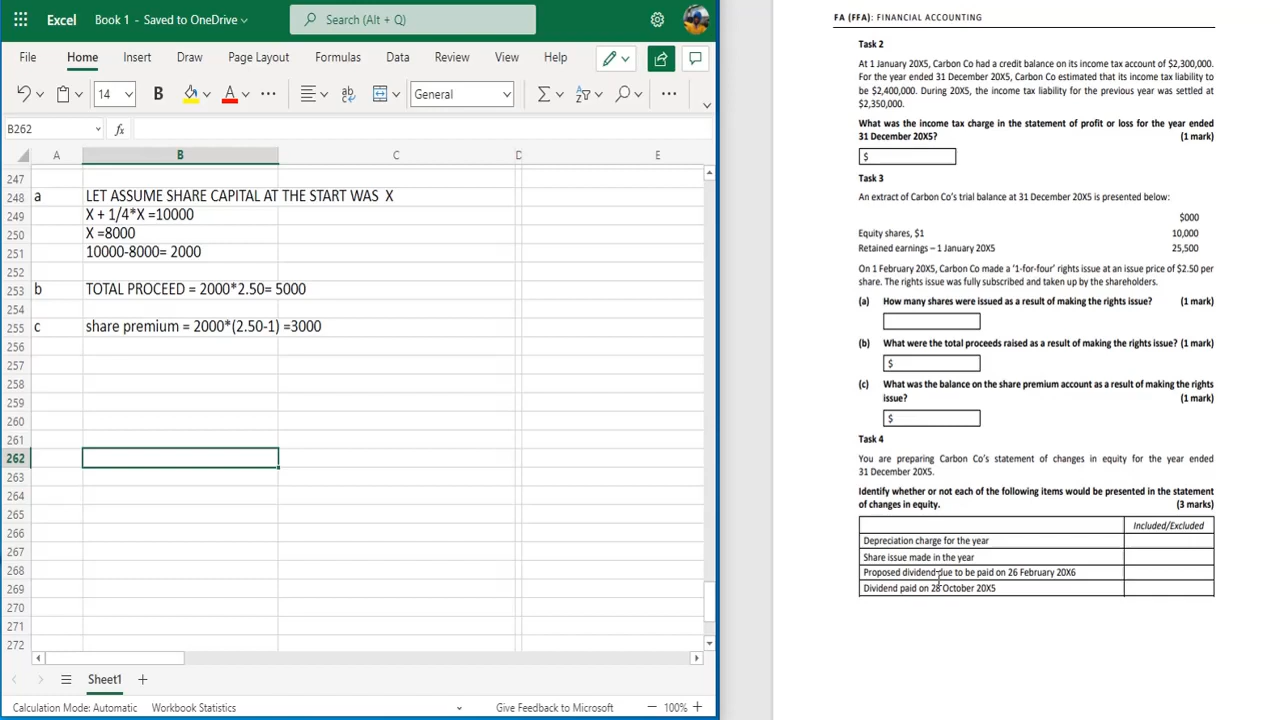 Excel
Book 1 - Saved to OneDrive
Search (Alt + Q)
File Home Insert Draw Page Layout Formulas Data Review View Help
14 B A General
B262 fx
A B C D E
247
248 a LET ASSUME SHARE CAPITAL AT THE START WAS X
249 X + 1/4*X =10000
250 X =8000
251 10000-8000= 2000
252
253 b TOTAL PROCEED = 2000*2.50= 5000
254
255 c share premium = 2000*(2.50-1) =3000
256
257
258
259
260
261
262
263
264
265
266
267
268
269
270
271
272
Sheet1
Calculation Mode: Automatic Workbook Statistics Give Feedback to Microsoft 100%
FA (FFA): FINANCIAL ACCOUNTING
Task 2
At 1 January 20X5, Carbon Co had a credit balance on its income tax account of $2,300,000.
For the year ended 31 December 20X5, Carbon Co estimated that its income tax liability to
be $2,400,000. During 20X5, the income tax liability for the previous year was settled at
$2,350,000.
What was the income tax charge in the statement of profit or loss for the year ended
31 December 20X5? (1 mark)
$
Task 3
An extract of Carbon Co's trial balance at 31 December 20X5 is presented below:
$000
Equity shares, $1 10,000
Retained earnings – 1 January 20X5 25,500
On 1 February 20X5, Carbon Co made a '1-for-four' rights issue at an issue price of $2.50 per
share. The rights issue was fully subscribed and taken up by the shareholders.
(a) How many shares were issued as a result of making the rights issue? (1 mark)
(b) What were the total proceeds raised as a result of making the rights issue? (1 mark)
$
(c) What was the balance on the share premium account as a result of making the rights
issue? (1 mark)
$
Task 4
You are preparing Carbon Co's statement of changes in equity for the year ended
31 December 20X5.
Identify whether or not each of the following items would be presented in the statement
of changes in equity. (3 marks)
Included/Excluded
Depreciation charge for the year
Share issue made in the year
Proposed dividend due to be paid on 26 February 20X6
Dividend paid on 28 October 20X5